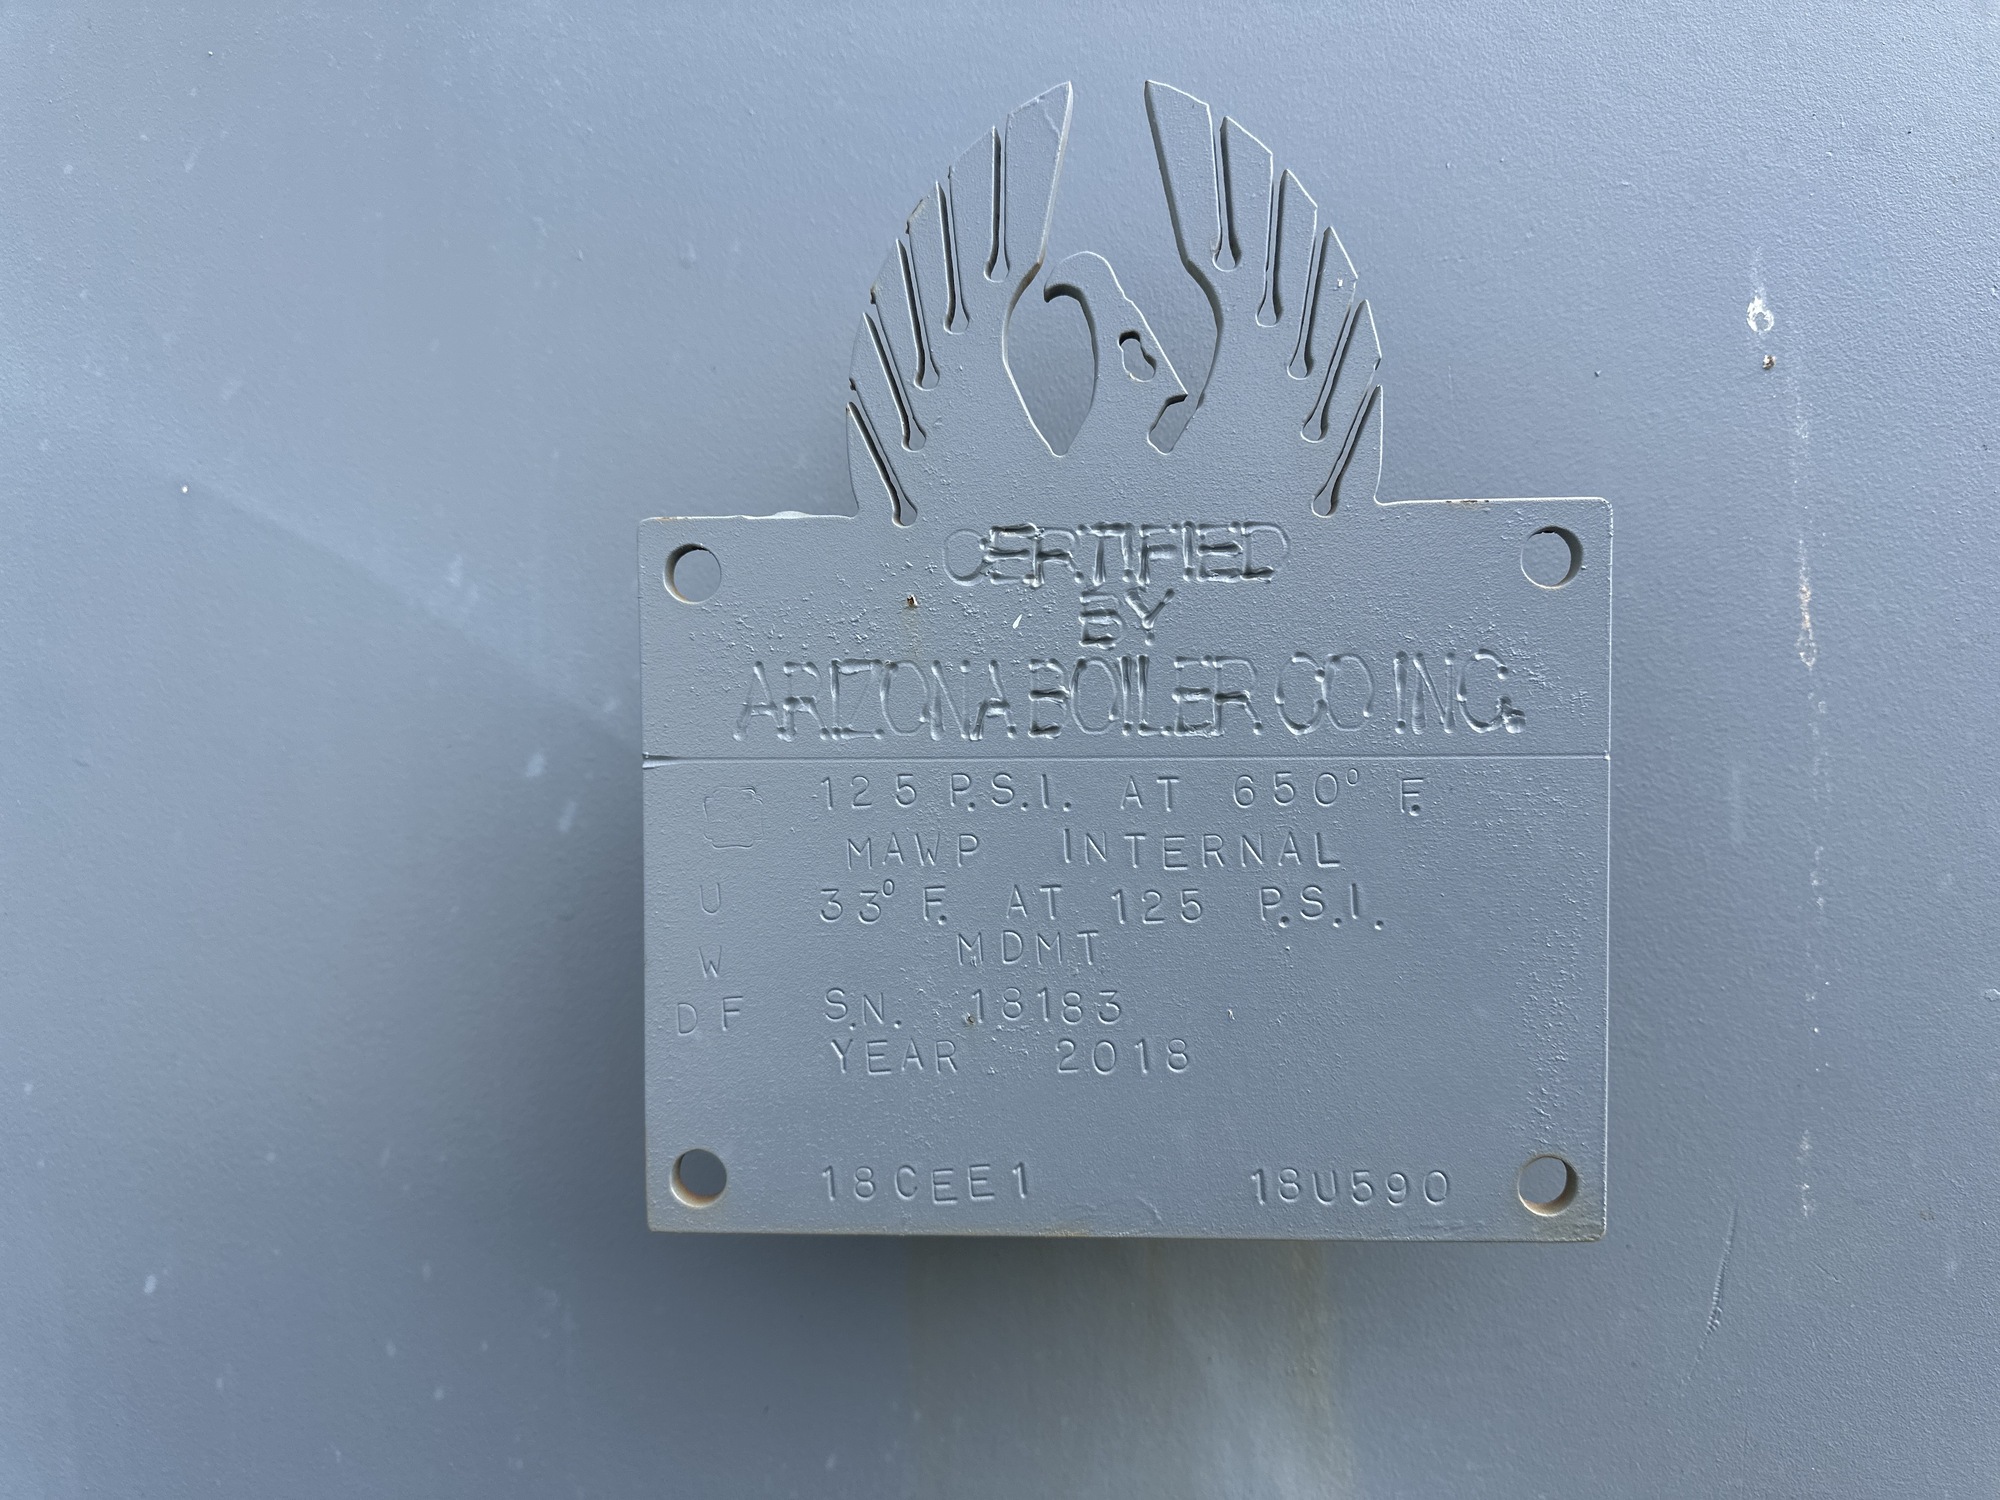 CERTIFIED
BY
ARIZONA BOILER CO INC.
125 P.S.I. AT 650° F.
MAWP INTERNAL
U
33° F. AT 125 P.S.I.
MDMT
W
DF
S.N. 18183
YEAR 2018
18CEE1 18U590